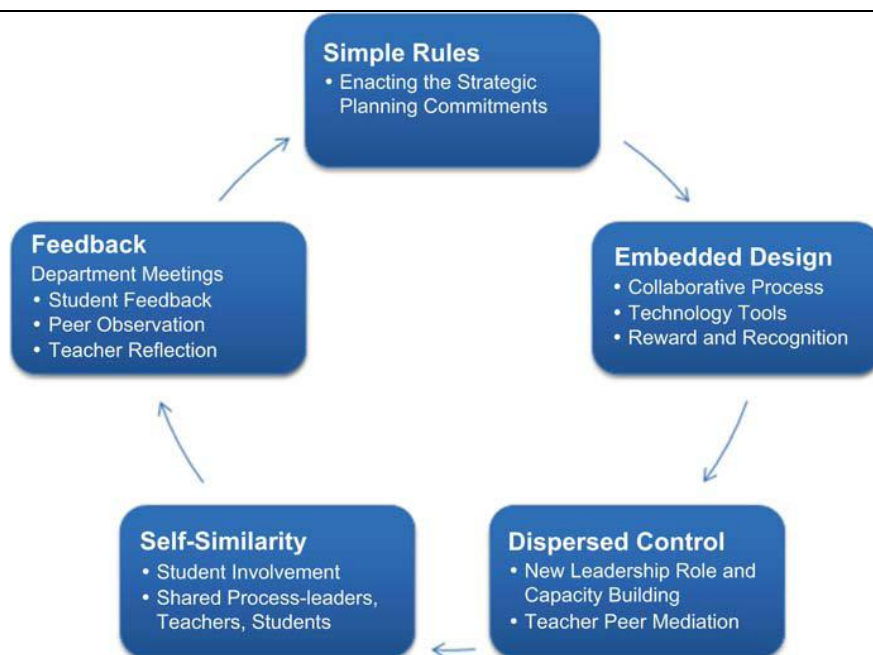 Simple Rules
• Enacting the Strategic
Planning Commitments
Embedded Design
• Collaborative Process
• Technology Tools
• Reward and Recognition
Dispersed Control
• New Leadership Role and
Capacity Building
• Teacher Peer Mediation
Self-Similarity
• Student Involvement
• Shared Process-leaders,
Teachers, Students
Feedback
Department Meetings
• Student Feedback
• Peer Observation
• Teacher Reflection